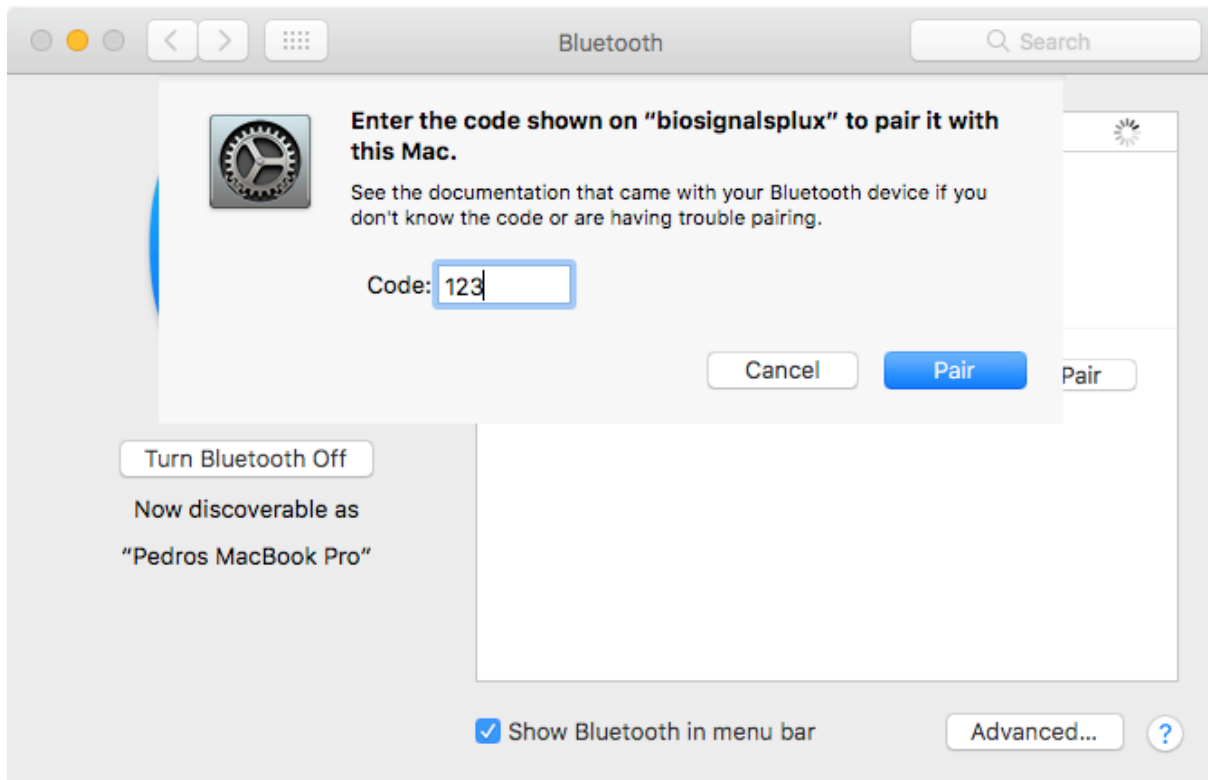 Bluetooth
Search
Enter the code shown on “biosignalsplux” to pair it with
this Mac.
See the documentation that came with your Bluetooth device if you
don't know the code or are having trouble pairing.
Code: 123
Cancel
Pair
Pair
Turn Bluetooth Off
Now discoverable as
“Pedros MacBook Pro”
Show Bluetooth in menu bar
Advanced...
?